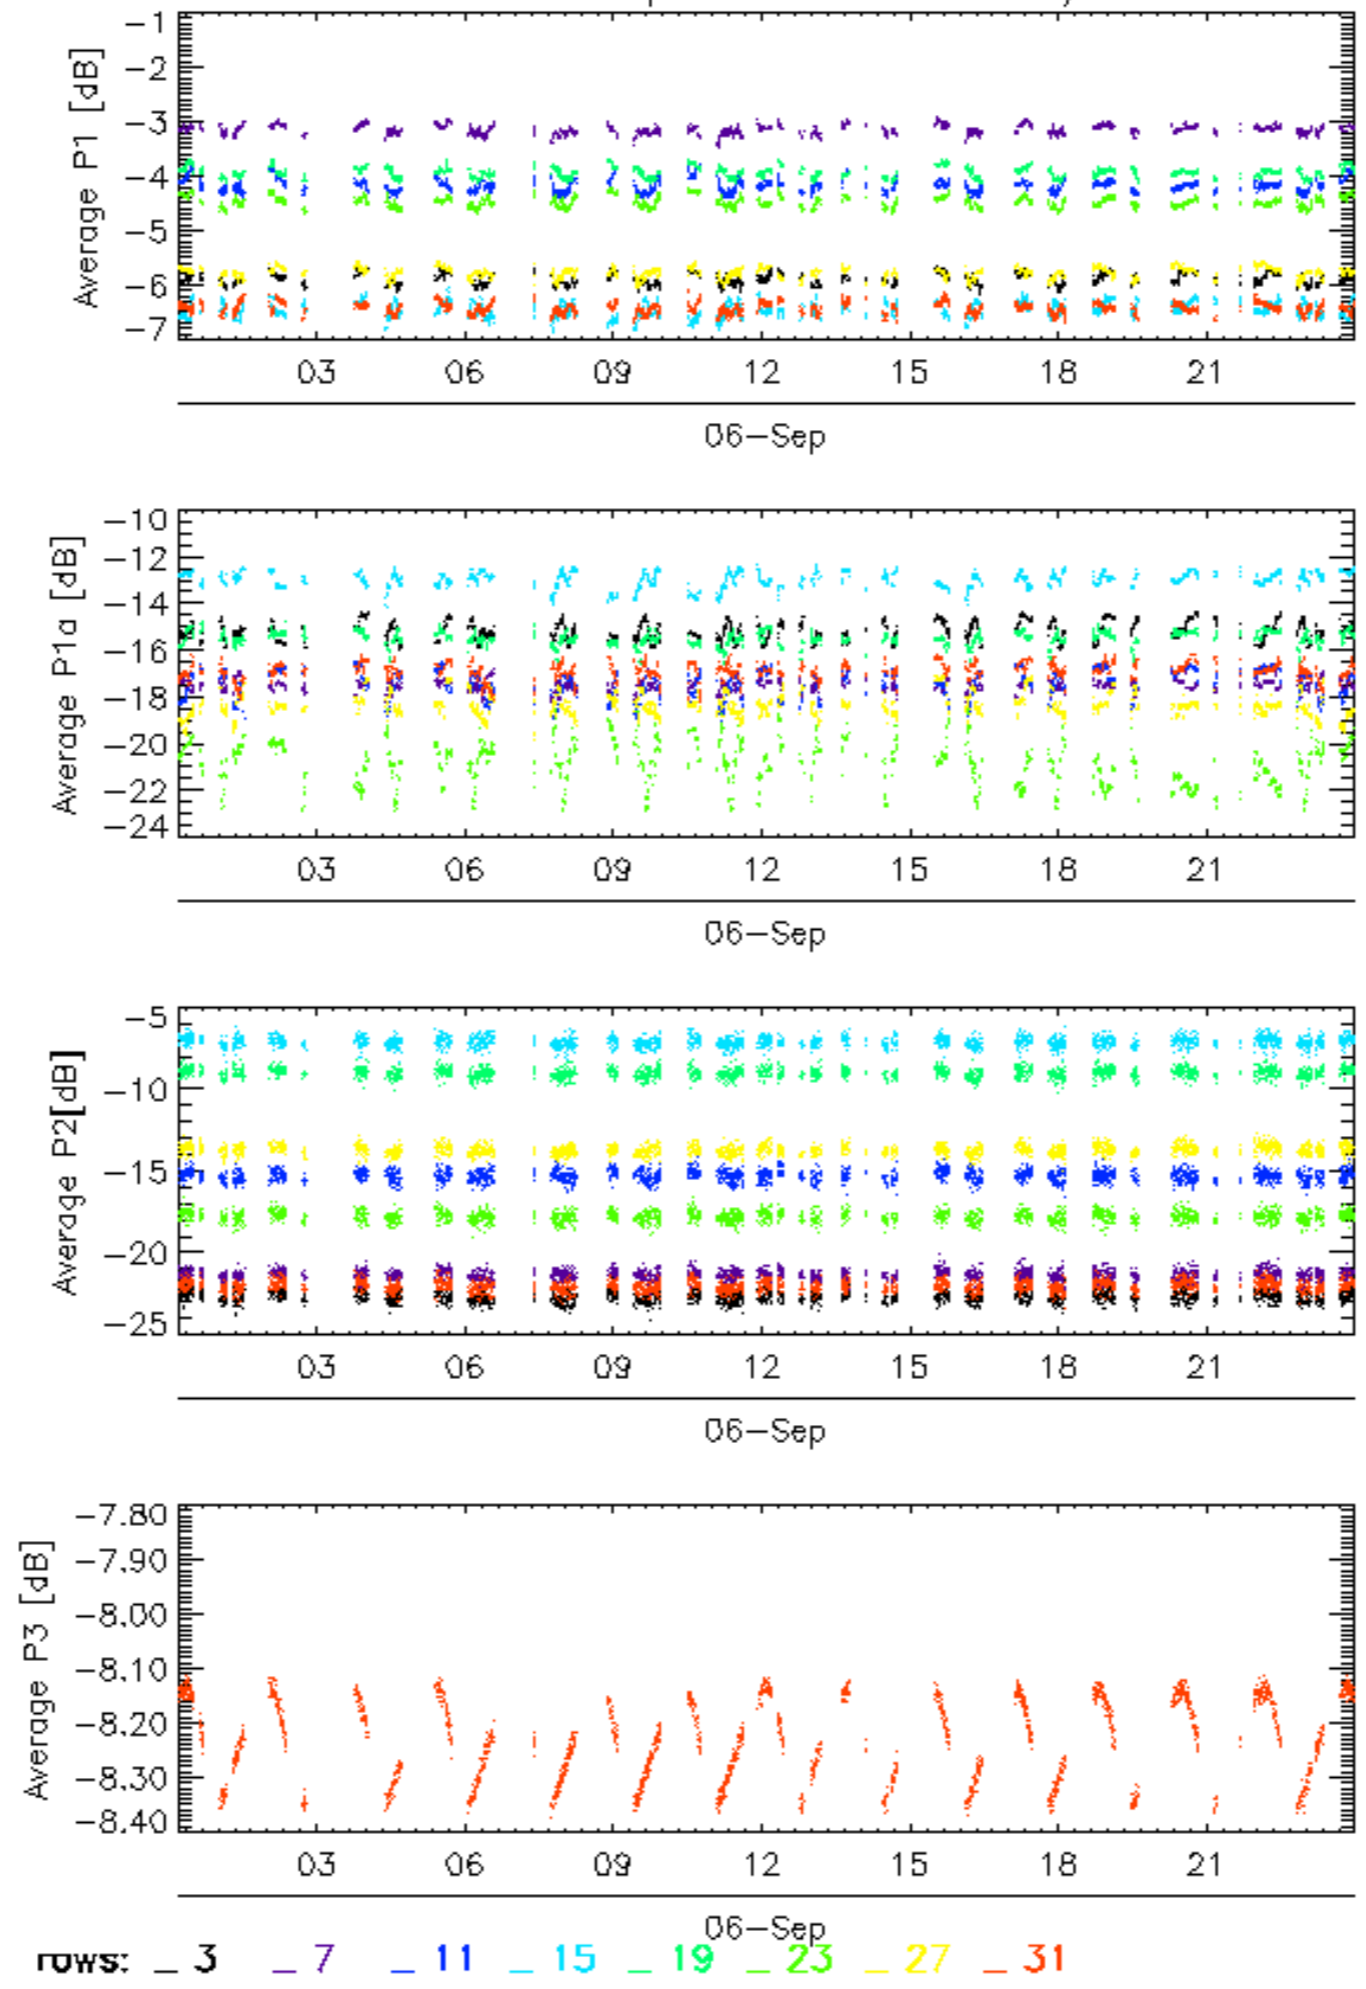 Average P1 [dB]
-1
-2
-3
-4
-5
-6
-7
03 06 09 12 15 18 21
06-Sep
Average P1a [dB]
-10
-12
-14
-16
-18
-20
-22
-24
03 06 09 12 15 18 21
06-Sep
Average P2[dB]
-5
-10
-15
-20
-25
03 06 09 12 15 18 21
06-Sep
Average P3 [dB]
-7.80
-7.90
-8.00
-8.10
-8.20
-8.30
-8.40
03 06 09 12 15 18 21
06-Sep
rows: _ 3 _ 7 _ 11 _ 15 _ 19 _ 23 _ 27 _ 31